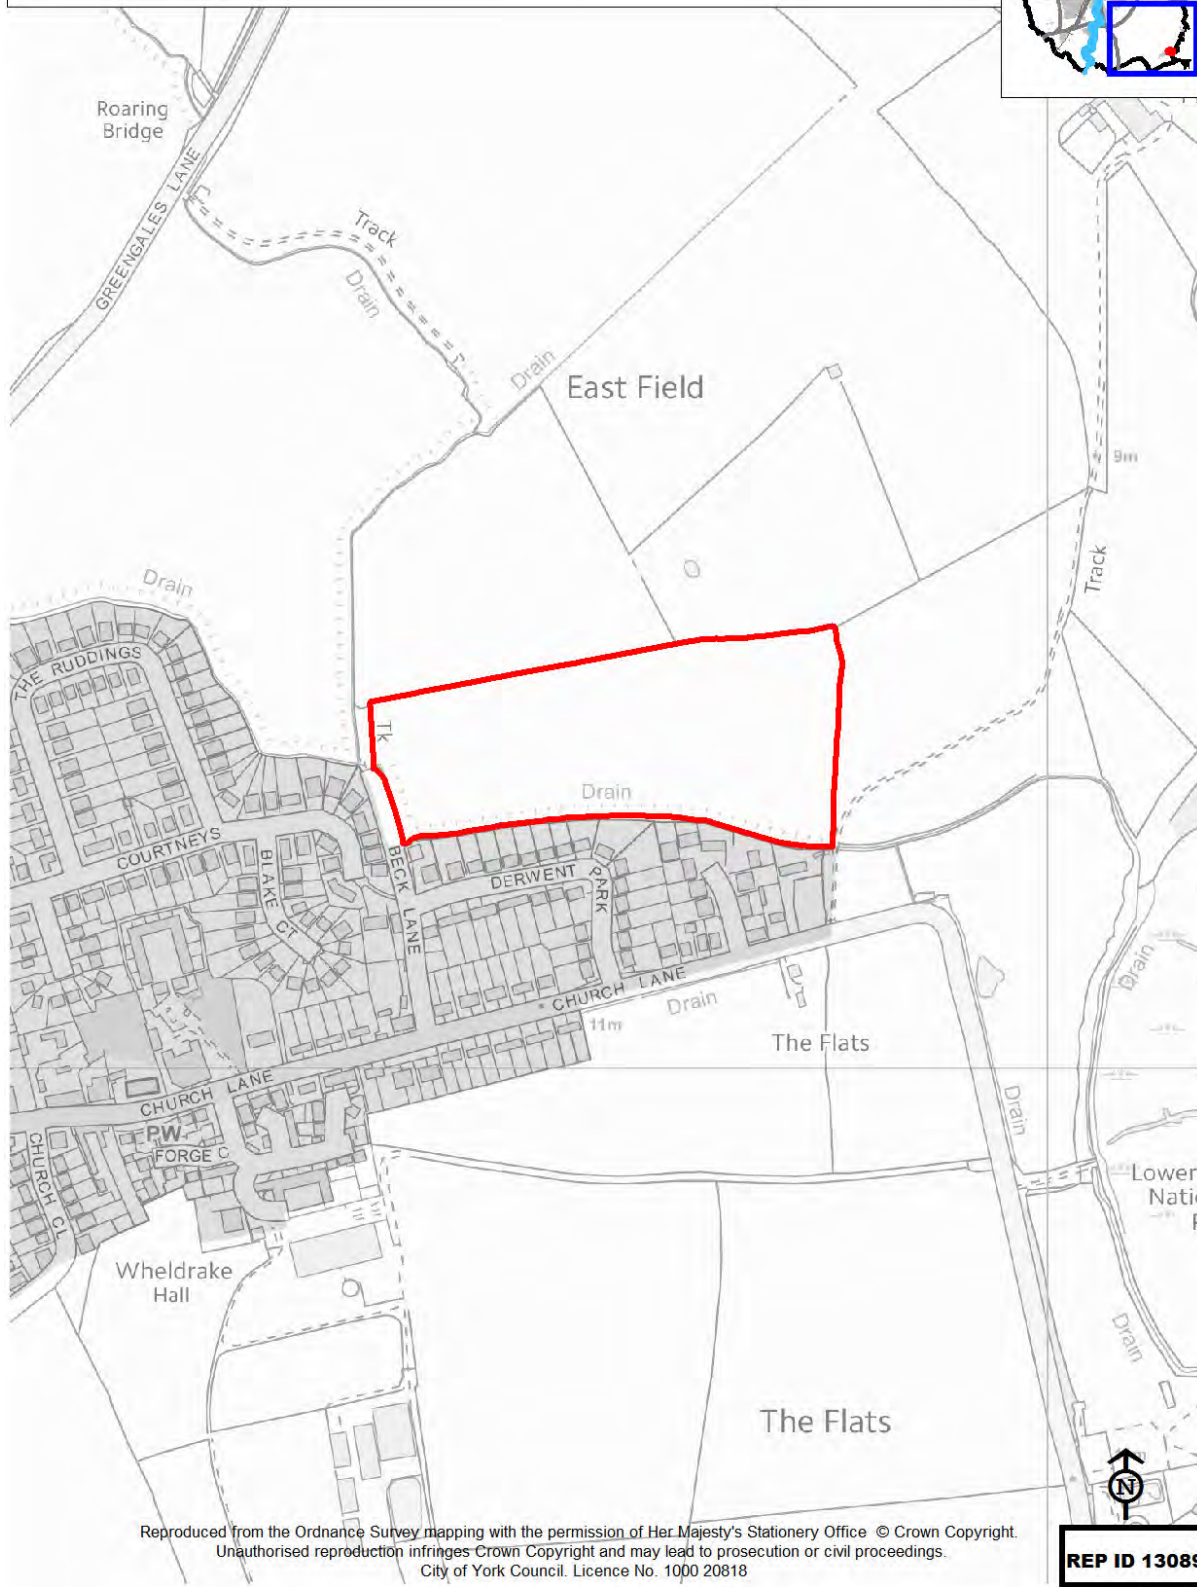 Roaring
Bridge
GREENGALES LANE
Track
Drain
Drain
East Field
9m
Track
Drain
THE RUDDINGS
Tk
Drain
COURTNEYS
BLAKE CT
BECK LANE
DERWENT PARK
CHURCH LANE
11m
Drain
The Flats
Drain
Drain
CHURCH LANE
PW
FORGE C
CHURCH CL
Lower
Nati
Wheldrake
Hall
Drain
The Flats
N
Reproduced from the Ordnance Survey mapping with the permission of Her Majesty's Stationery Office © Crown Copyright.
Unauthorised reproduction infringes Crown Copyright and may lead to prosecution or civil proceedings.
City of York Council. Licence No. 1000 20818
REP ID 13089